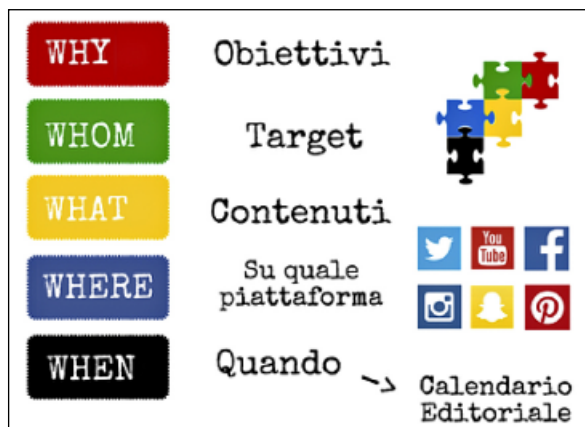 WHY
Obiettivi
WHOM
Target
WHAT
Contenuti
WHERE
Su quale
piattaforma
You
Tube
WHEN
Quando
Calendario
Editoriale